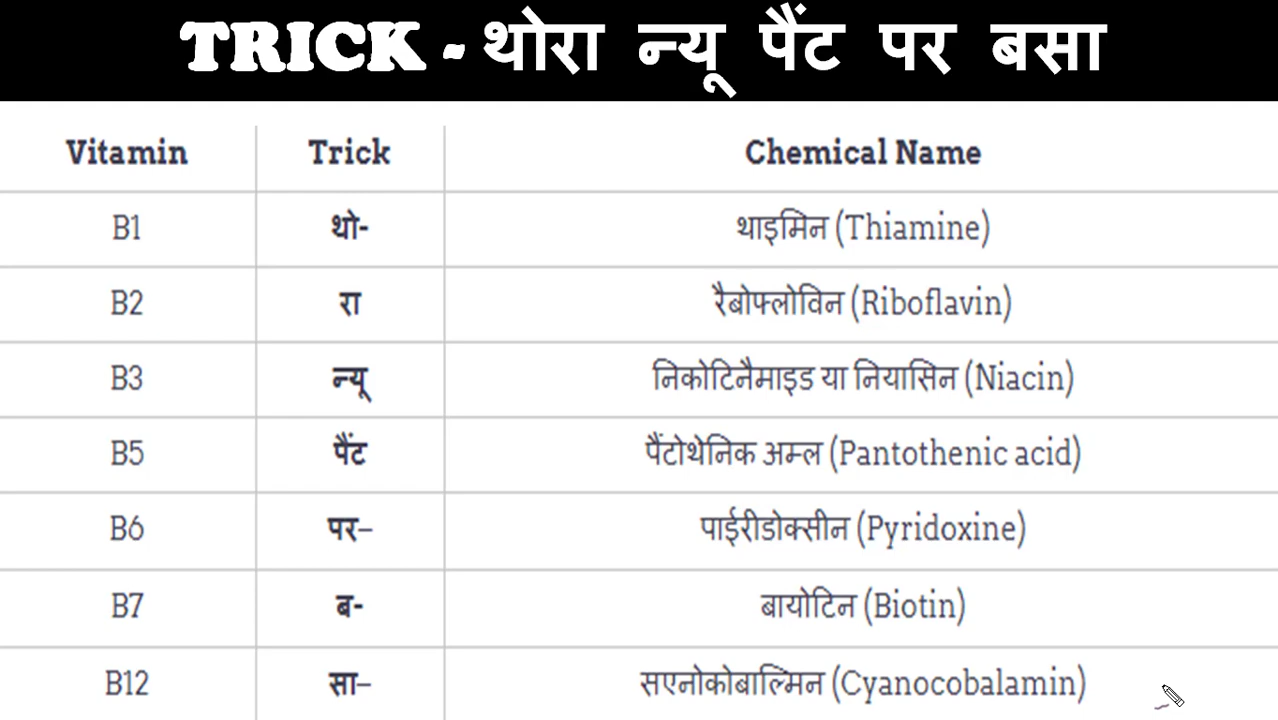 TRICK - थोरा न्यू पैंट पर बसा
Vitamin Trick Chemical Name
B1 थो- थाइमिन (Thiamine)
B2 रा रैबोफ्लोविन (Riboflavin)
B3 न्यू निकोटिनैमाइड या नियासिन (Niacin)
B5 पैंट पैंटोथेनिक अम्ल (Pantothenic acid)
B6 पर– पाईरीडोक्सीन (Pyridoxine)
B7 ब- बायोटिन (Biotin)
B12 सा– सएनोकोबाल्मिन (Cyanocobalamin)